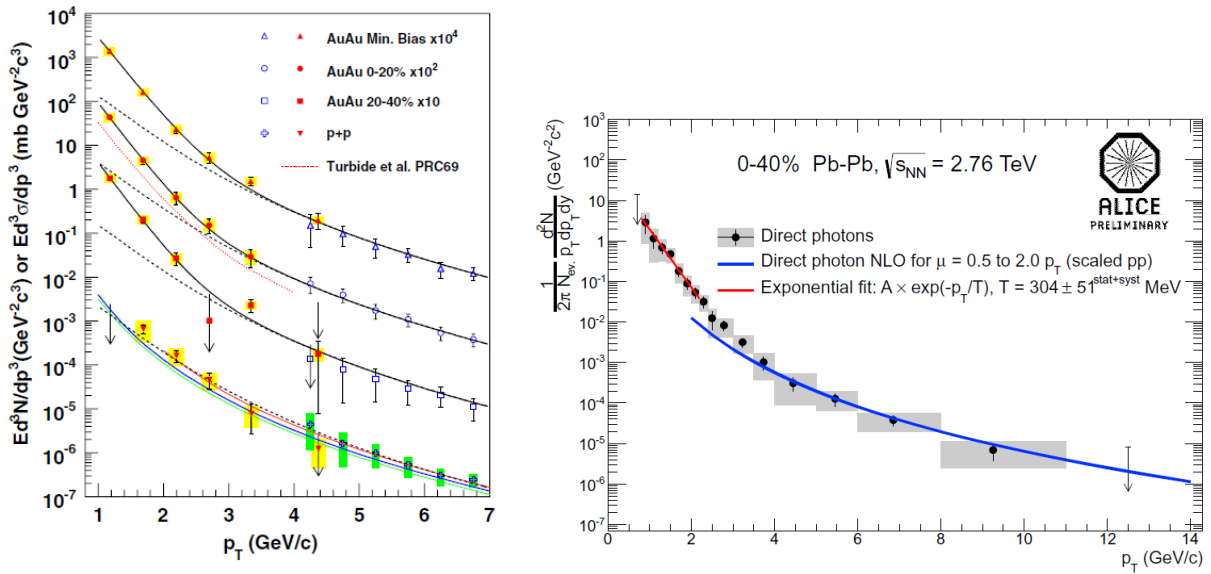 Ed³N/dp³(GeV⁻²c³) or Ed³σ/dp³ (mb GeV⁻²c³)
10⁴
10³
10²
10
1
10⁻¹
10⁻²
10⁻³
10⁻⁴
10⁻⁵
10⁻⁶
10⁻⁷
AuAu Min. Bias x10⁴
AuAu 0-20% x10²
AuAu 20-40% x10
p+p
Turbide et al. PRC69
1 2 3 4 5 6 7
p_T (GeV/c)
1/(2π N_ev.) d²N/(p_T dp_T dy) (GeV⁻²c²)
10³
10²
10
1
10⁻¹
10⁻²
10⁻³
10⁻⁴
10⁻⁵
10⁻⁶
10⁻⁷
0-40% Pb-Pb, √s_NN = 2.76 TeV
ALICE
PRELIMINARY
Direct photons
Direct photon NLO for μ = 0.5 to 2.0 p_T (scaled pp)
Exponential fit: A × exp(-p_T/T), T = 304 ± 51^stat+syst MeV
0 2 4 6 8 10 12 14
p_T (GeV/c)